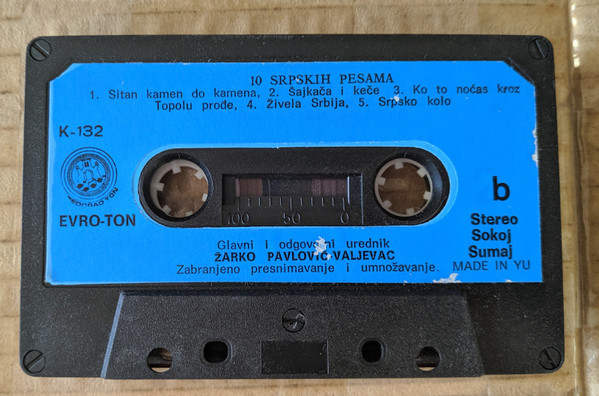 10 SRPSKIH PESAMA
1. Sitan kamen do kamena, 2. Šajkača i keče 3. Ko to noćas kroz
Topolu prođe, 4. Živela Srbija, 5. Srpsko kolo
K-132
EVRO-TON
100 50 0
b
Stereo
Sokoj
Sumaj
Glavni i odgovorni urednik
ŽARKO PAVLOVIĆ-VALJEVAC
Zabranjeno presnimavanje i umnožavanje. MADE IN YU